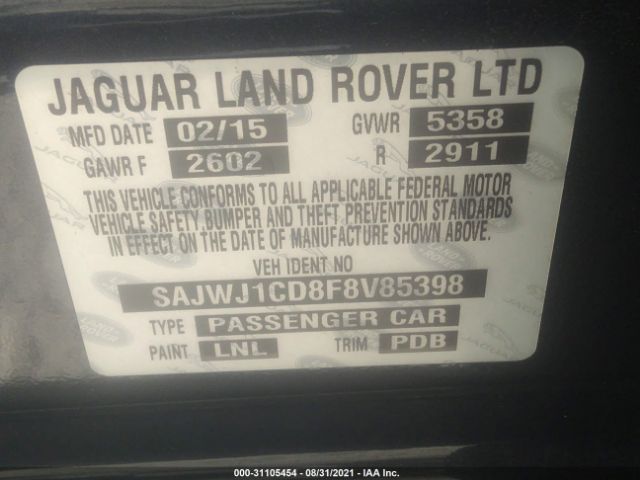 JAGUAR LAND ROVER LTD
MFD DATE 02/15 GVWR 5358
GAWR F 2602 R 2911
THIS VEHICLE CONFORMS TO ALL APPLICABLE FEDERAL MOTOR
VEHICLE SAFETY BUMPER AND THEFT PREVENTION STANDARDS
IN EFFECT ON THE DATE OF MANUFACTURE SHOWN ABOVE.
VEH IDENT NO
SAJWJ1CD8F8V85398
TYPE PASSENGER CAR
PAINT LNL TRIM PDB
000-31105454 - 08/31/2021 - IAA Inc.